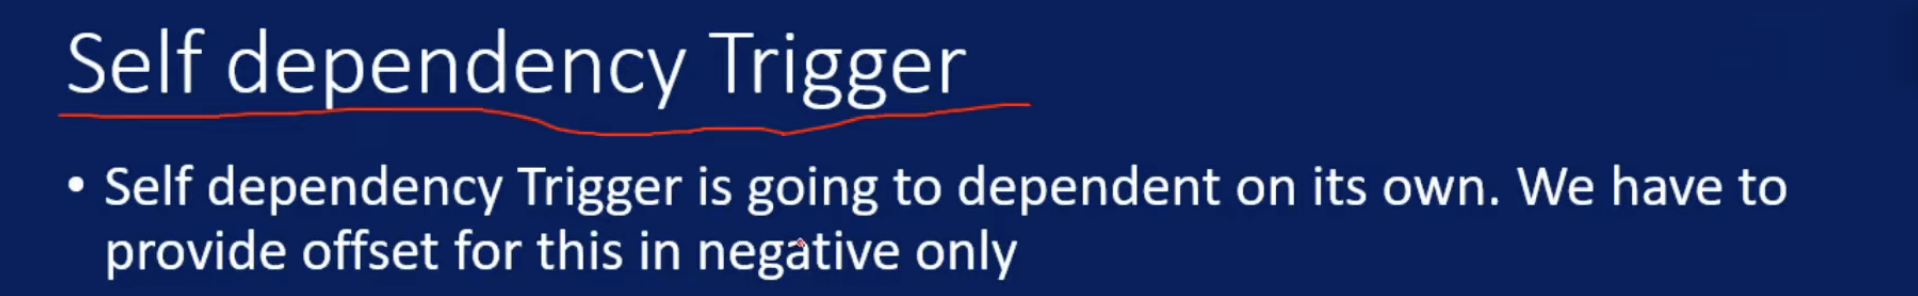 Self dependency Trigger
• Self dependency Trigger is going to dependent on its own. We have to
provide offset for this in negative only